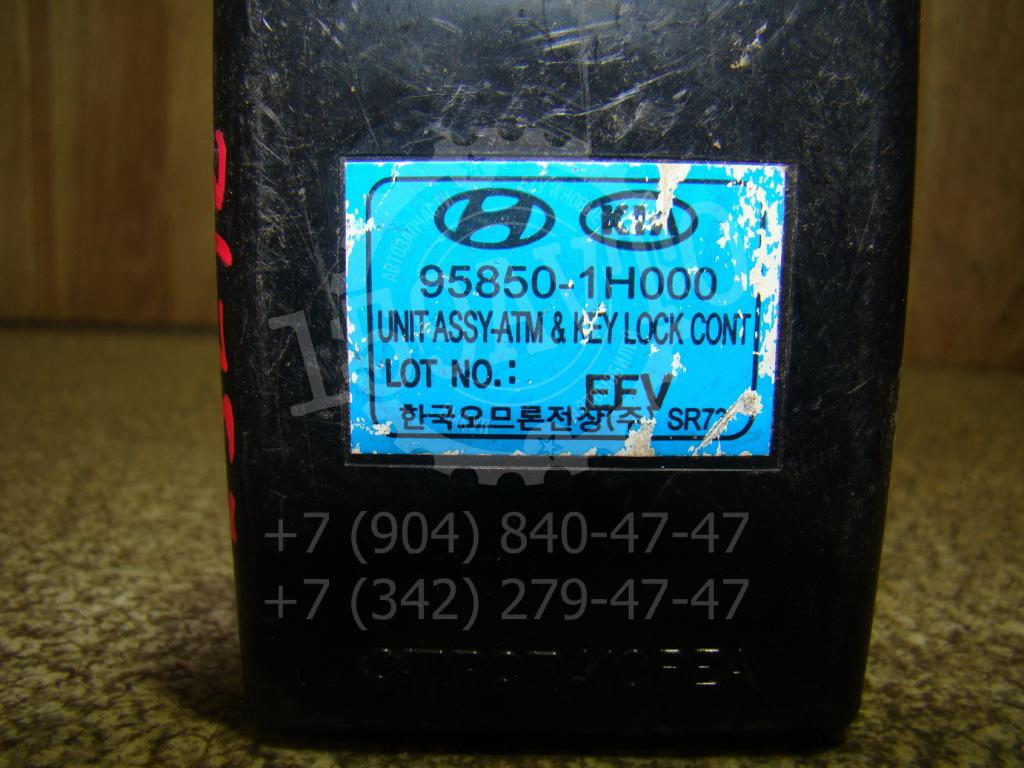 KIA
95850-1H000
UNIT ASSY-ATM & KEY LOCK CONT
LOT NO.:
EFV
한국오므론전장(주) SR73
+7 (904) 840-47-47
+7 (342) 279-47-47